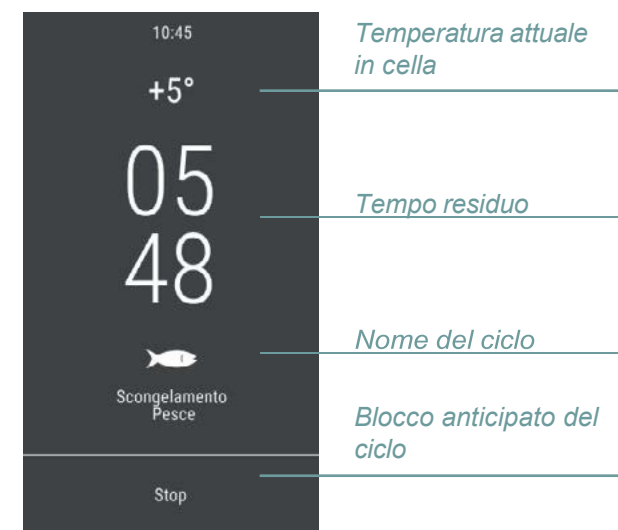 10:45
Temperatura attuale
in cella
+5°
05
Tempo residuo
48
Nome del ciclo
Scongelamento
Pesce
Blocco anticipato del
ciclo
Stop